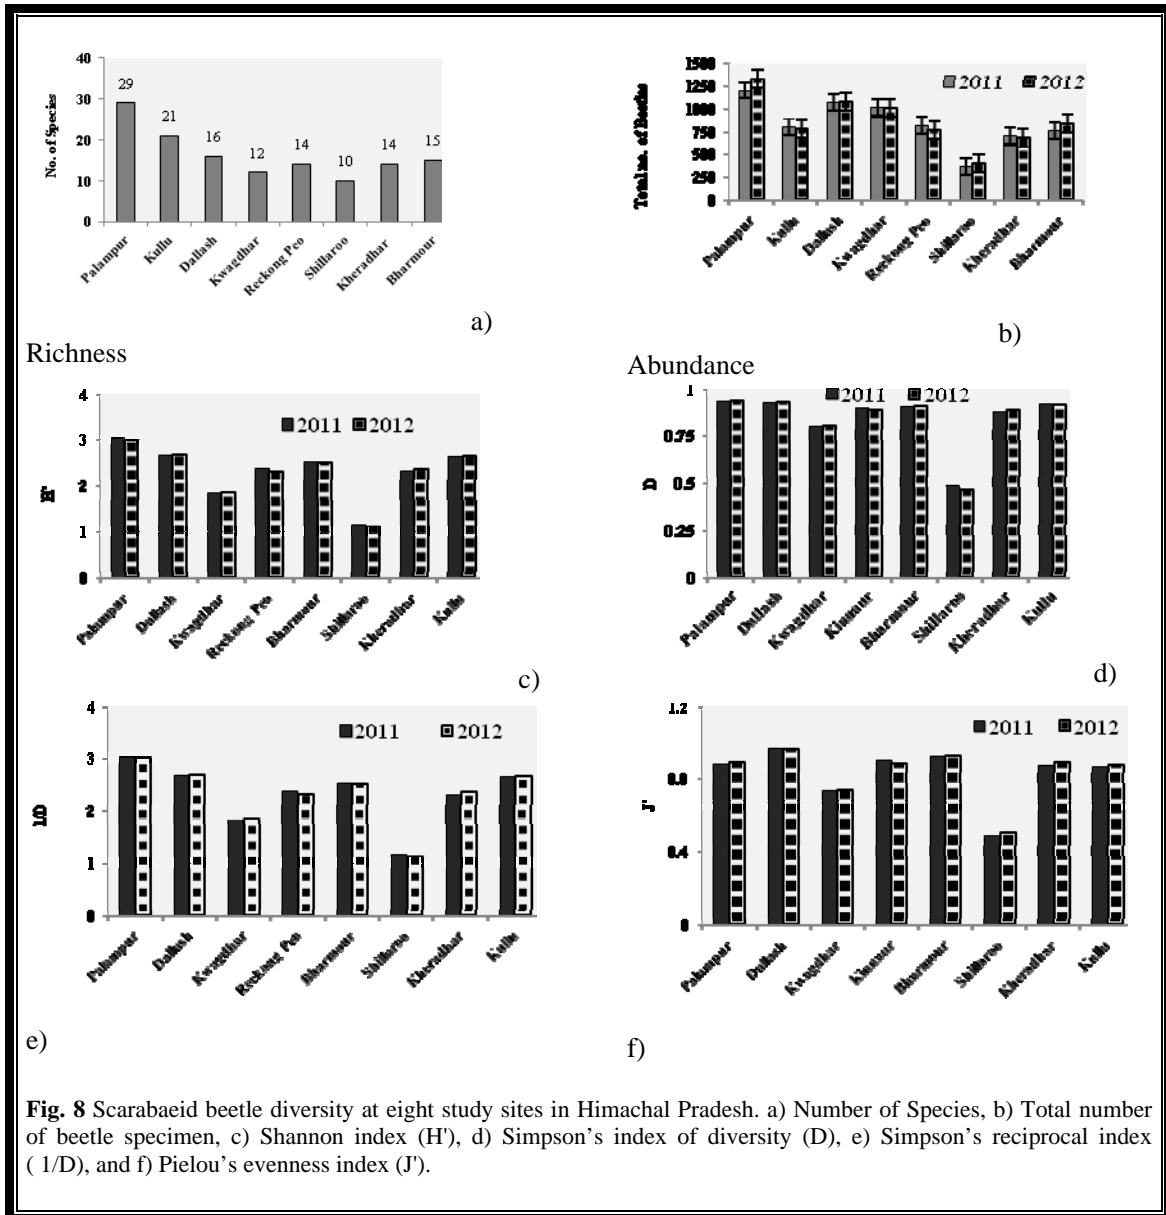 40
30
20
10
0
No. of Species
29
21
16
12
14
10
14
15
Palampur
Kullu
Dallash
Kwagdhar
Reckong Peo
Shillaroo
Kheradhar
Bharmour
a)
Richness
1500
1250
1000
750
500
250
0
Total no. of Beetles
2011
2012
Palampur
Kullu
Dallash
Kwagdhar
Reckong Peo
Shillaroo
Kheradhar
Bharmour
b)
Abundance
4
3
2
1
0
H'
2011
2012
Palampur
Dallash
Kwagdhar
Reckong Peo
Bharmour
Shillaroo
Kheradhar
Kullu
c)
1
0.75
0.5
0.25
0
D
2011
2012
Palampur
Dallash
Kwagdhar
Kinnaur
Bharmour
Shillaroo
Kheradhar
Kullu
d)
4
3
2
1
0
1/D
2011
2012
Palampur
Dallash
Kwagdhar
Reckong Peo
Bharmour
Shillaroo
Kheradhar
Kullu
e)
1.2
0.8
0.4
0
J'
2011
2012
Palampur
Dallash
Kwagdhar
Kinnaur
Bharmour
Shillaroo
Kheradhar
Kullu
f)
Fig. 8 Scarabaeid beetle diversity at eight study sites in Himachal Pradesh. a) Number of Species, b) Total number
of beetle specimen, c) Shannon index (H'), d) Simpson's index of diversity (D), e) Simpson's reciprocal index
( 1/D), and f) Pielou's evenness index (J').